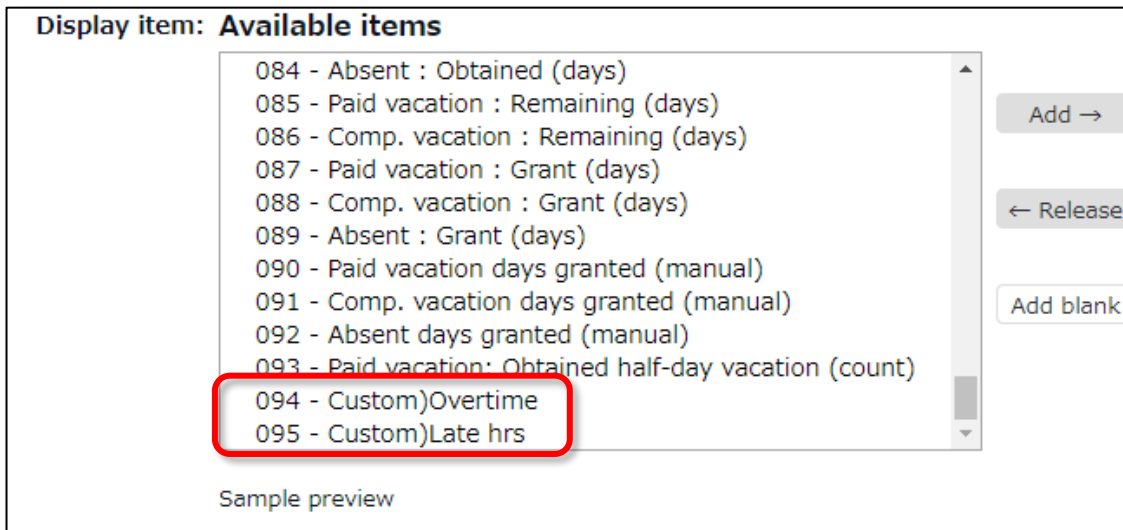 Display item: Available items
084 - Absent : Obtained (days)
085 - Paid vacation : Remaining (days)
Add →
086 - Comp. vacation : Remaining (days)
087 - Paid vacation : Grant (days)
088 - Comp. vacation : Grant (days)
← Release
089 - Absent : Grant (days)
090 - Paid vacation days granted (manual)
091 - Comp. vacation days granted (manual)
Add blank
092 - Absent days granted (manual)
093 - Paid vacation: Obtained half-day vacation (count)
094 - Custom)Overtime
095 - Custom)Late hrs
Sample preview